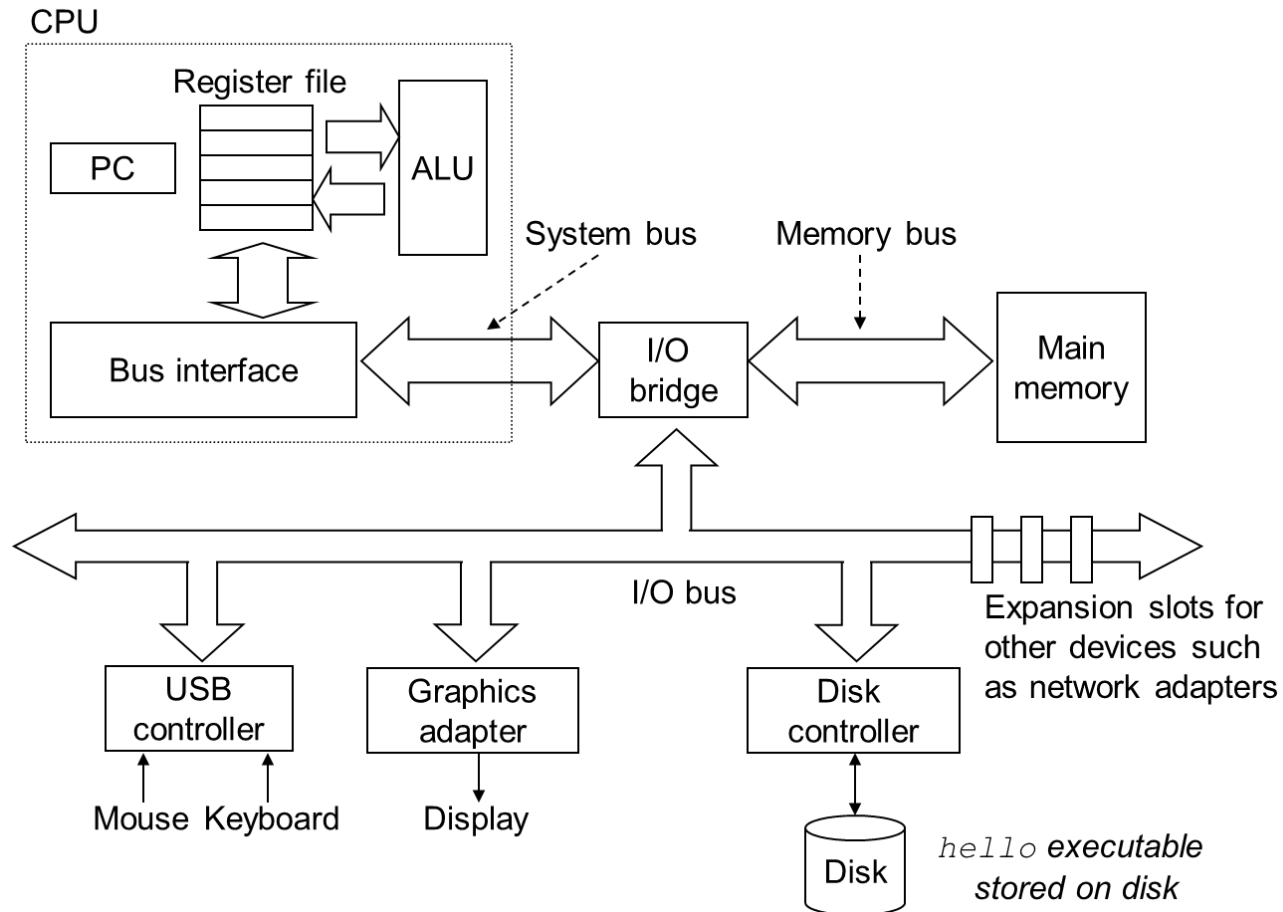 CPU
Register file
PC
ALU
System bus
Memory bus
Bus interface
I/O
bridge
Main
memory
I/O bus
Expansion slots for
other devices such
as network adapters
USB
controller
Graphics
adapter
Disk
controller
Mouse
Keyboard
Display
Disk
hello executable
stored on disk